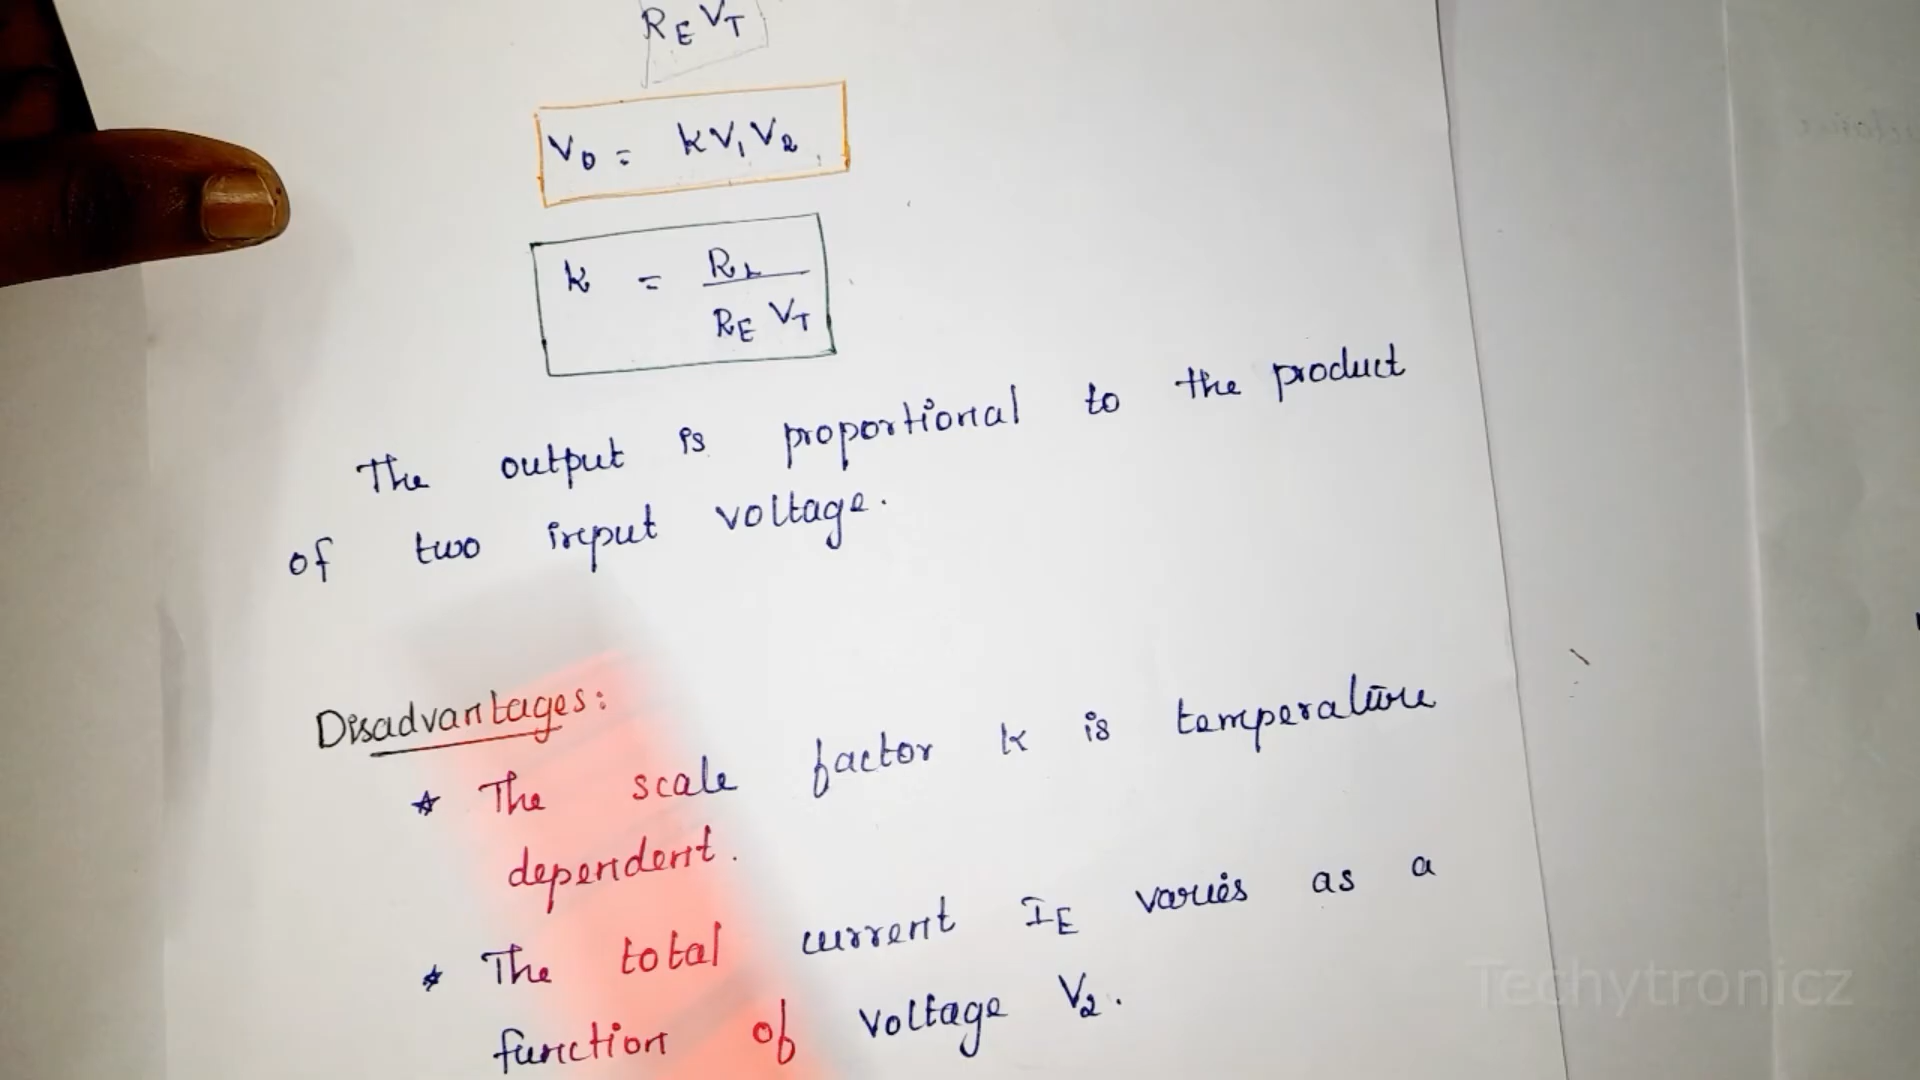 R_E V_T
V_0 = kV_1V_2
k = R_L / R_E V_T
The output is proportional to the product
of two input voltage.
Disadvantages:
* The scale factor k is temperature
dependent.
* The total current I_E varies as a
function of voltage V_2.
Techytronicz